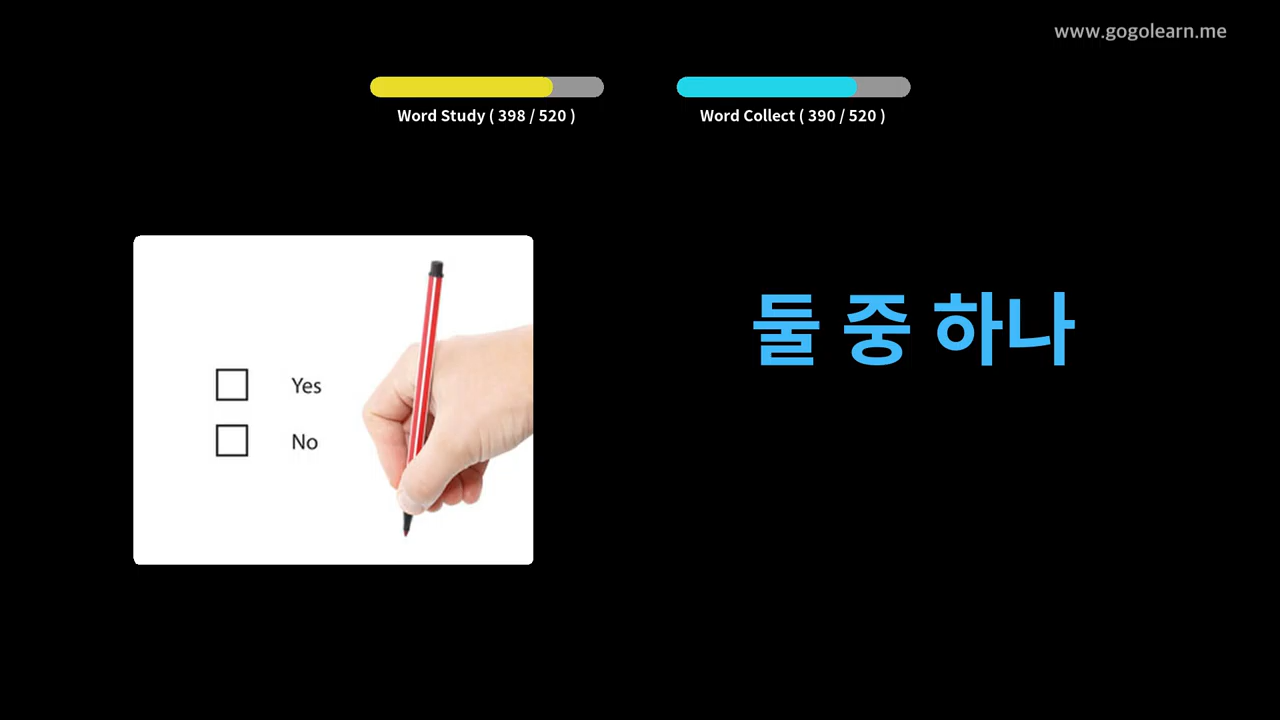 www.gogolearn.me
Word Study ( 398 / 520 )
Word Collect ( 390 / 520 )
둘 중 하나
Yes
No